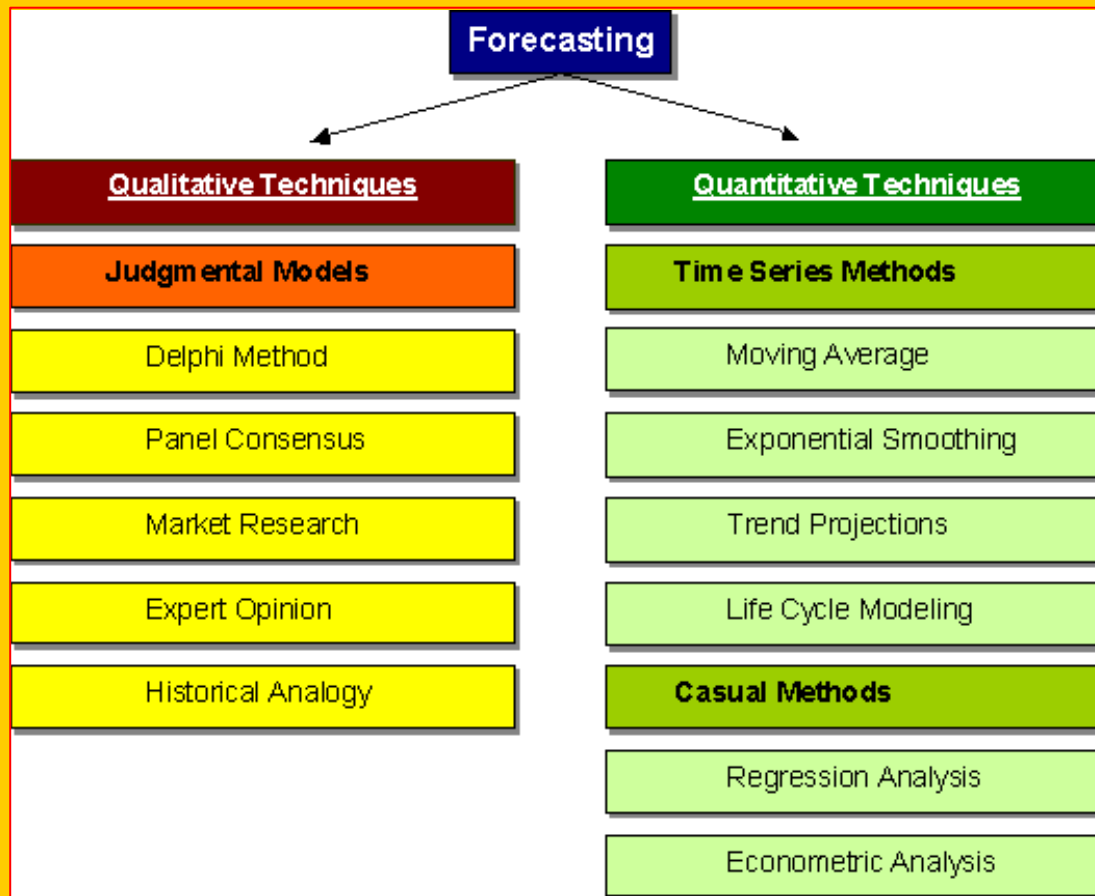 Forecasting
Qualitative Techniques
Judgmental Models
Delphi Method
Panel Consensus
Market Research
Expert Opinion
Historical Analogy
Quantitative Techniques
Time Series Methods
Moving Average
Exponential Smoothing
Trend Projections
Life Cycle Modeling
Casual Methods
Regression Analysis
Econometric Analysis